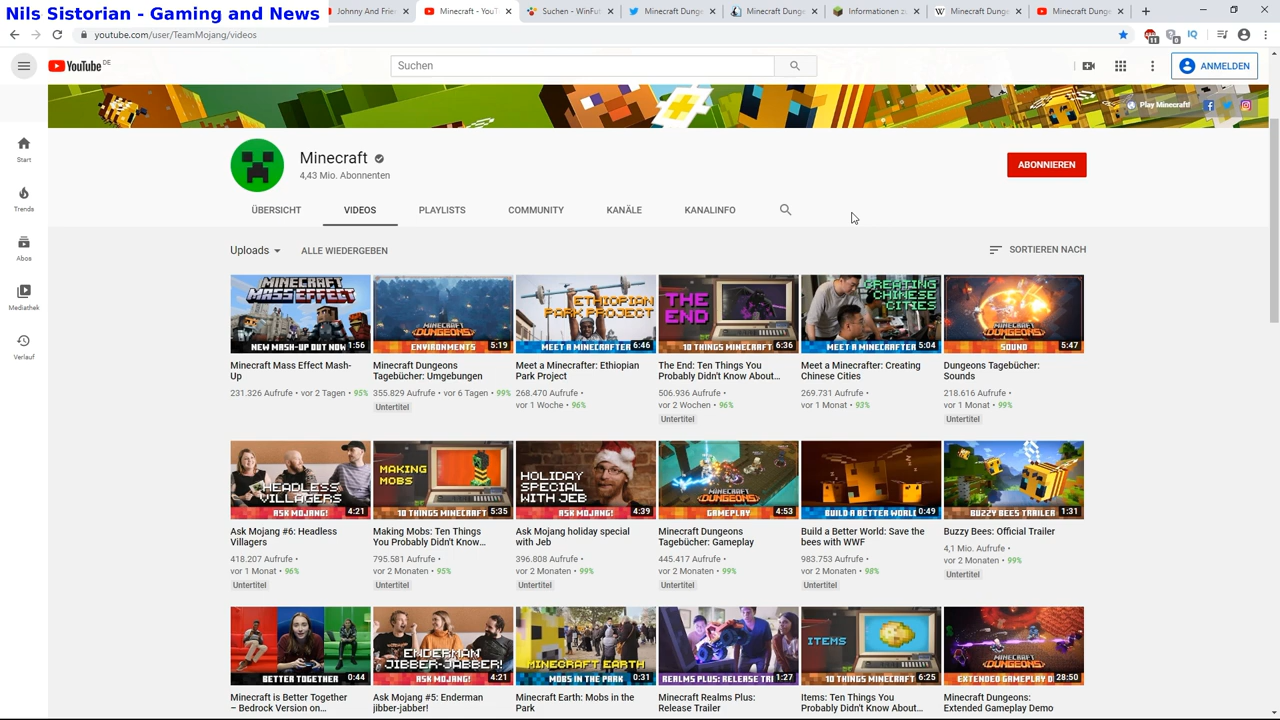 Nils Sistorian - Gaming and News
Johnny And Frie
Minecraft - YouT
Suchen - WinFut
Minecraft Dung
Minecraft Dung
Informationen z
Minecraft Dung
Minecraft Dung
youtube.com/user/TeamMojang/videos
11
0
IQ
YouTube DE
Suchen
ANMELDEN
Play Minecraft!
Start
Trends
Abos
Mediathek
Verlauf
Minecraft
4,43 Mio. Abonnenten
ABONNIEREN
ÜBERSICHT
VIDEOS
PLAYLISTS
COMMUNITY
KANÄLE
KANALINFO
Uploads
ALLE WIEDERGEBEN
SORTIEREN NACH
MINECRAFT
MASS EFFECT
NEW MASH-UP OUT NOW
1:56
MINECRAFT
DUNGEONS
ENVIRONMENTS
5:19
ETHIOPIAN
PARK PROJECT
MEET A MINECRAFTER
6:46
THE
END
10 THINGS MINECRAFT
6:36
CREATING
CHINESE
CITIES
MEET A MINECRAFTER
5:04
MINECRAFT
DUNGEONS
SOUND
5:47
Minecraft Mass Effect Mash-
Up
231.326 Aufrufe • vor 2 Tagen • 95%
Minecraft Dungeons
Tagebücher: Umgebungen
355.829 Aufrufe • vor 6 Tagen • 99%
Untertitel
Meet a Minecrafter: Ethiopian
Park Project
268.470 Aufrufe •
vor 1 Woche • 96%
The End: Ten Things You
Probably Didn't Know About...
506.936 Aufrufe •
vor 2 Wochen • 96%
Untertitel
Meet a Minecrafter: Creating
Chinese Cities
269.731 Aufrufe •
vor 1 Monat • 93%
Dungeons Tagebücher:
Sounds
218.616 Aufrufe •
vor 1 Monat • 99%
Untertitel
HEADLESS
VILLAGERS
ASK MOJANG!
4:21
MAKING
MOBS
10 THINGS MINECRAFT
5:35
HOLIDAY
SPECIAL
WITH JEB
ASK MOJANG!
4:39
MINECRAFT
DUNGEONS
GAMEPLAY
4:53
BUILD A BETTER WORLD
0:49
BUZZY BEES TRAILER
1:31
Ask Mojang #6: Headless
Villagers
418.207 Aufrufe •
vor 1 Monat • 96%
Untertitel
Making Mobs: Ten Things
You Probably Didn't Know...
795.581 Aufrufe •
vor 2 Monaten • 95%
Untertitel
Ask Mojang holiday special
with Jeb
396.808 Aufrufe •
vor 2 Monaten • 99%
Untertitel
Minecraft Dungeons
Tagebücher: Gameplay
445.417 Aufrufe •
vor 2 Monaten • 99%
Untertitel
Build a Better World: Save the
bees with WWF
983.753 Aufrufe •
vor 2 Monaten • 98%
Untertitel
Buzzy Bees: Official Trailer
4,1 Mio. Aufrufe •
vor 2 Monaten • 99%
Untertitel
BETTER TOGETHER
0:44
ENDERMAN
JIBBER-JABBER!
ASK MOJANG!
4:21
MINECRAFT EARTH
MOBS IN THE PARK
0:31
REALMS PLUS: RELEASE TRAI
1:27
ITEMS
10 THINGS MINECRAFT
6:25
MINECRAFT
DUNGEONS
EXTENDED GAMEPLAY DEMO
28:50
Minecraft is Better Together
– Bedrock Version on...
Ask Mojang #5: Enderman
jibber-jabber!
Minecraft Earth: Mobs in the
Park
Minecraft Realms Plus:
Release Trailer
Items: Ten Things You
Probably Didn't Know About...
Minecraft Dungeons:
Extended Gameplay Demo